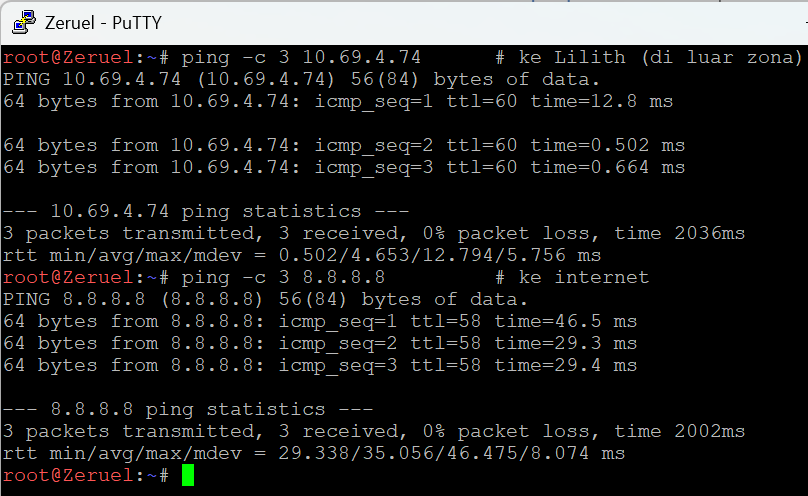 Zeruel - PuTTY
root@Zeruel:~# ping -c 3 10.69.4.74      # ke Lilith (di luar zona)
PING 10.69.4.74 (10.69.4.74) 56(84) bytes of data.
64 bytes from 10.69.4.74: icmp_seq=1 ttl=60 time=12.8 ms
64 bytes from 10.69.4.74: icmp_seq=2 ttl=60 time=0.502 ms
64 bytes from 10.69.4.74: icmp_seq=3 ttl=60 time=0.664 ms
--- 10.69.4.74 ping statistics ---
3 packets transmitted, 3 received, 0% packet loss, time 2036ms
rtt min/avg/max/mdev = 0.502/4.653/12.794/5.756 ms
root@Zeruel:~# ping -c 3 8.8.8.8         # ke internet
PING 8.8.8.8 (8.8.8.8) 56(84) bytes of data.
64 bytes from 8.8.8.8: icmp_seq=1 ttl=58 time=46.5 ms
64 bytes from 8.8.8.8: icmp_seq=2 ttl=58 time=29.3 ms
64 bytes from 8.8.8.8: icmp_seq=3 ttl=58 time=29.4 ms
--- 8.8.8.8 ping statistics ---
3 packets transmitted, 3 received, 0% packet loss, time 2002ms
rtt min/avg/max/mdev = 29.338/35.056/46.475/8.074 ms
root@Zeruel:~#